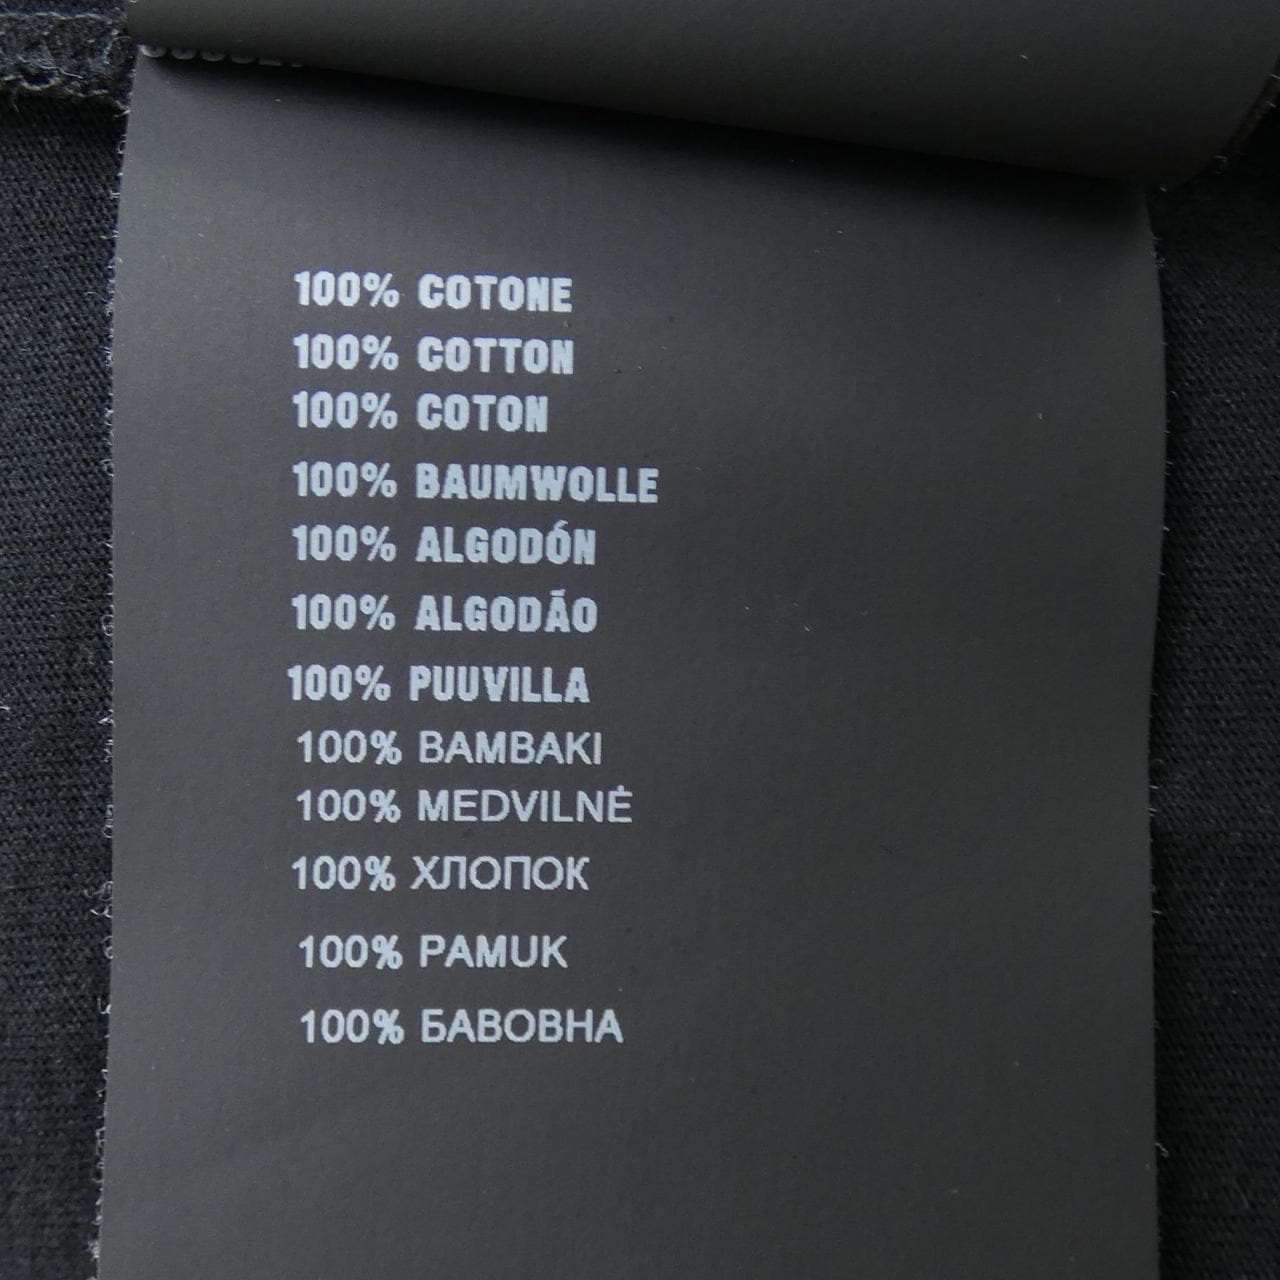 100% COTONE
100% COTTON
100% COTON
100% BAUMWOLLE
100% ALGODÓN
100% ALGODÃO
100% PUUVILLA
100% BAMBAKI
100% MEDVILNĖ
100% ХЛОПОК
100% PAMUK
100% БАВОВНА